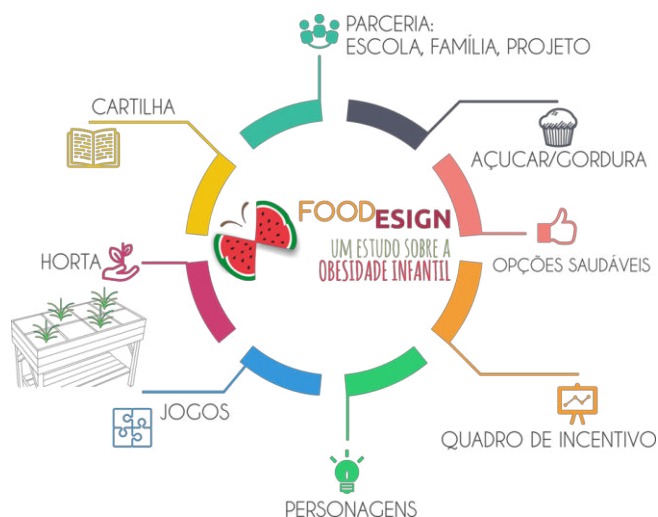 PARCERIA:
ESCOLA, FAMÍLIA, PROJETO
CARTILHA
AÇUCAR/GORDURA
FOODESIGN
UM ESTUDO SOBRE A
OBESIDADE INFANTIL
HORTA
OPÇÕES SAUDÁVEIS
JOGOS
QUADRO DE INCENTIVO
PERSONAGENS